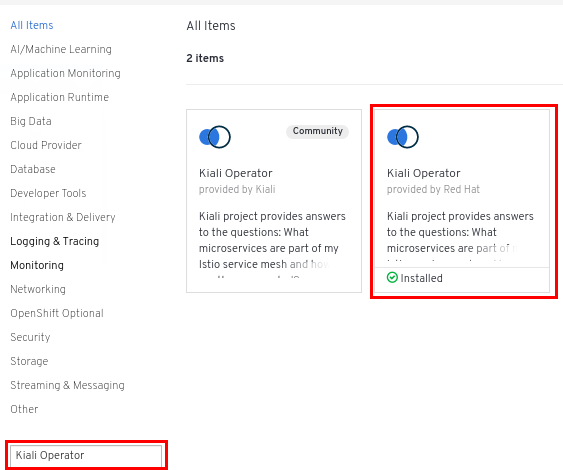 All Items
AI/Machine Learning
Application Monitoring
Application Runtime
Big Data
Cloud Provider
Database
Developer Tools
Integration & Delivery
Logging & Tracing
Monitoring
Networking
OpenShift Optional
Security
Storage
Streaming & Messaging
Other
Kiali Operator
All Items
2 items
Community
Kiali Operator
provided by Kiali
Kiali project provides answers
to the questions: What
microservices are part of my
Istio service mesh and how
Kiali Operator
provided by Red Hat
Kiali project provides answers
to the questions: What
microservices are part of
Installed